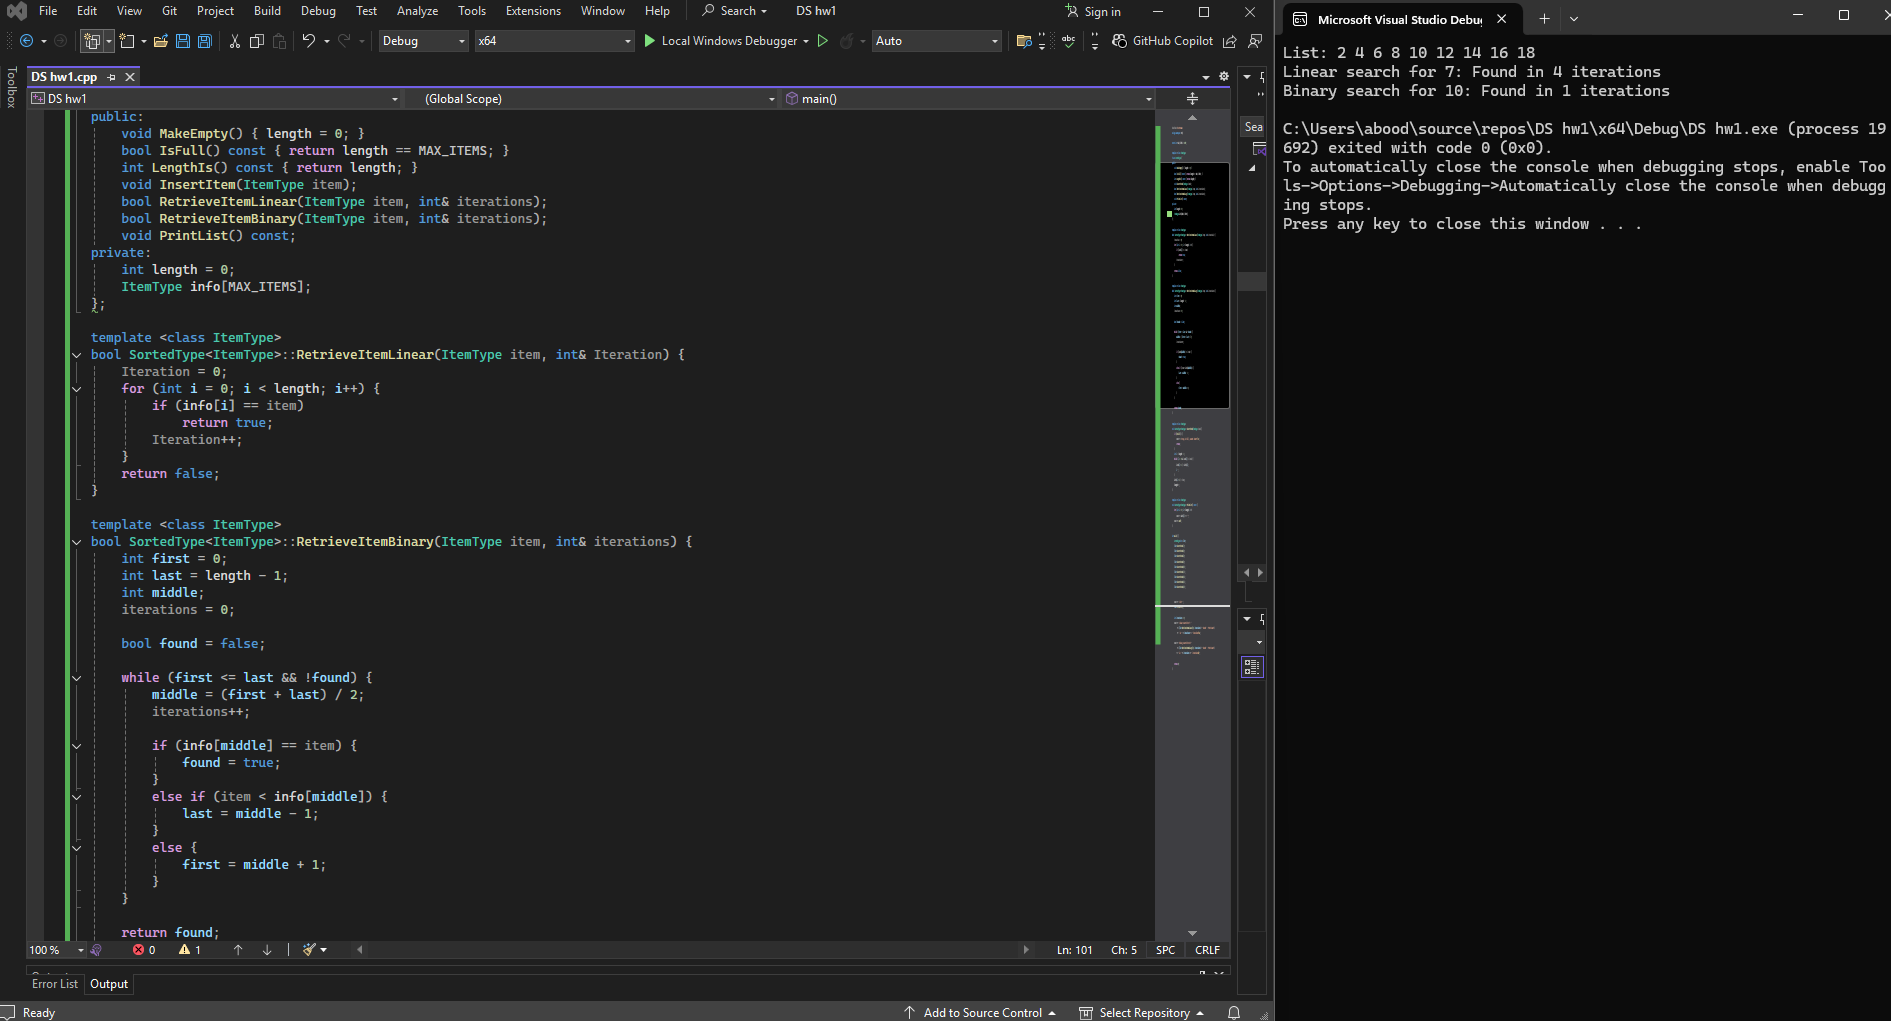 File Edit View Git Project Build Debug Test Analyze Tools Extensions Window Help Search DS hw1 Sign in
Debug x64 Local Windows Debugger Auto GitHub Copilot
Toolbox
DS hw1.cpp
DS hw1 (Global Scope) main()
public:
void MakeEmpty() { length = 0; }
bool IsFull() const { return length == MAX_ITEMS; }
int LengthIs() const { return length; }
void InsertItem(ItemType item);
bool RetrieveItemLinear(ItemType item, int& iterations);
bool RetrieveItemBinary(ItemType item, int& iterations);
void PrintList() const;
private:
int length = 0;
ItemType info[MAX_ITEMS];
};
template <class ItemType>
bool SortedType<ItemType>::RetrieveItemLinear(ItemType item, int& Iteration) {
Iteration = 0;
for (int i = 0; i < length; i++) {
if (info[i] == item)
return true;
Iteration++;
}
return false;
}
template <class ItemType>
bool SortedType<ItemType>::RetrieveItemBinary(ItemType item, int& iterations) {
int first = 0;
int last = length - 1;
int middle;
iterations = 0;
bool found = false;
while (first <= last && !found) {
middle = (first + last) / 2;
iterations++;
if (info[middle] == item) {
found = true;
}
else if (item < info[middle]) {
last = middle - 1;
}
else {
first = middle + 1;
}
}
return found;
100 % 0 1 Ln: 101 Ch: 5 SPC CRLF
Error List Output
Ready Add to Source Control Select Repository
Sea
Microsoft Visual Studio Debu
List: 2 4 6 8 10 12 14 16 18
Linear search for 7: Found in 4 iterations
Binary search for 10: Found in 1 iterations
C:\Users\abood\source\repos\DS hw1\x64\Debug\DS hw1.exe (process 19
692) exited with code 0 (0x0).
To automatically close the console when debugging stops, enable Too
ls->Options->Debugging->Automatically close the console when debugg
ing stops.
Press any key to close this window . . .